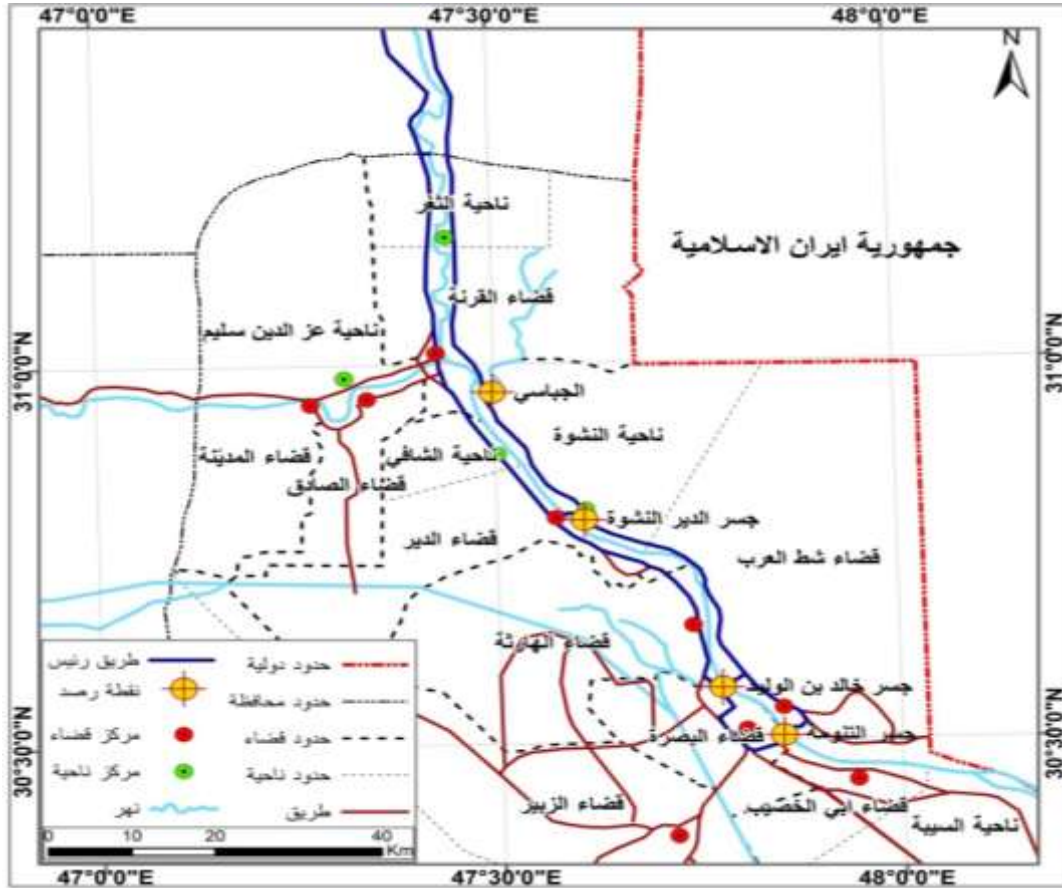 47°0'0"E 47°30'0"E 48°0'0"E
N
ناحية الثغر
جمهورية ايران الاسلامية
قضاء القرنة
ناحية عز الدين سليم
31°0'0"N 31°0'0"N
الجباسي
ناحية النشوة
ناحية الشافي
قضاء المدينة
قضاء الصادق
جسر الدير النشوة
قضاء الدير
قضاء شط العرب
قضاء الهارثة
جسر خالد بن الوليد
جسر التنومة
قضاء البصرة
30°30'0"N 30°30'0"N
قضاء الزبير
قضاء ابي الخصيب
ناحية السيبة
حدود دولية
طريق رئيس
حدود محافظة
نقطة رصد
حدود قضاء
مركز قضاء
حدود ناحية
مركز ناحية
طريق
نهر
0 10 20 40
Km
47°0'0"E 47°30'0"E 48°0'0"E